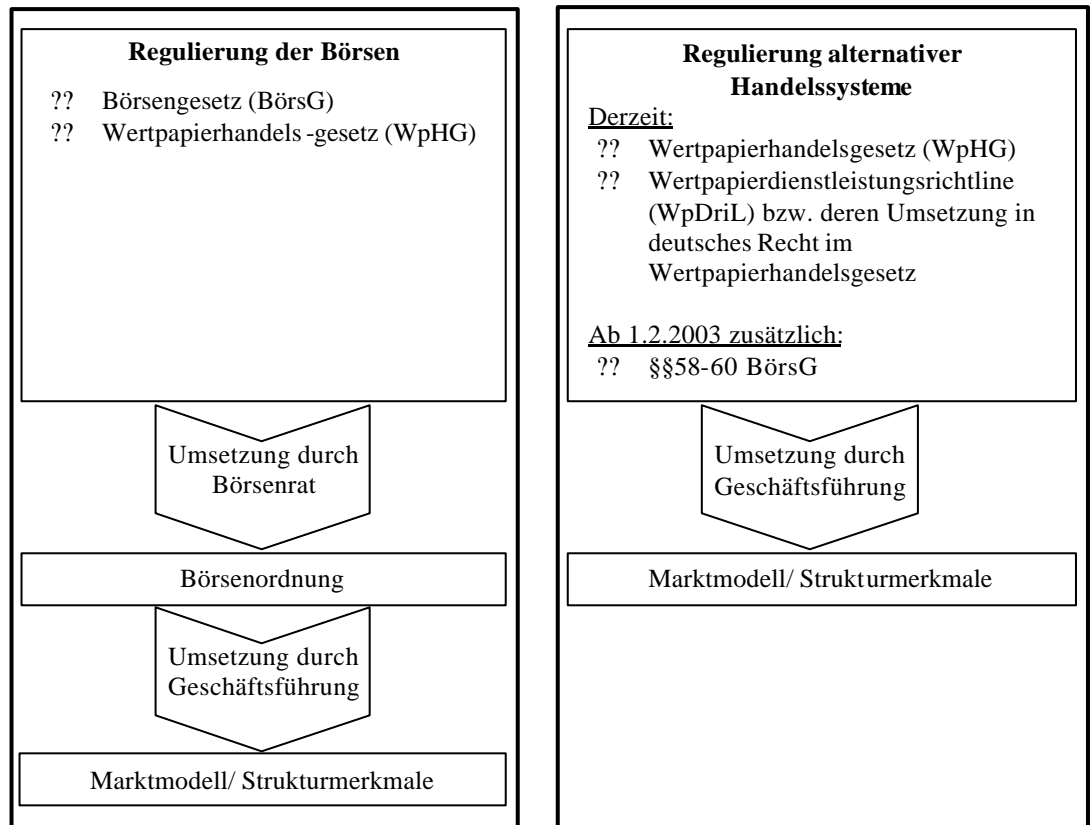 Regulierung der Börsen
?? Börsengesetz (BörsG)
?? Wertpapierhandels -gesetz (WpHG)
Umsetzung durch
Börsenrat
Börsenordnung
Umsetzung durch
Geschäftsführung
Marktmodell/ Strukturmerkmale
Regulierung alternativer
Handelssysteme
Derzeit:
?? Wertpapierhandelsgesetz (WpHG)
?? Wertpapierdienstleistungsrichtline
(WpDriL) bzw. deren Umsetzung in
deutsches Recht im
Wertpapierhandelsgesetz
Ab 1.2.2003 zusätzlich:
?? §§58-60 BörsG
Umsetzung durch
Geschäftsführung
Marktmodell/ Strukturmerkmale